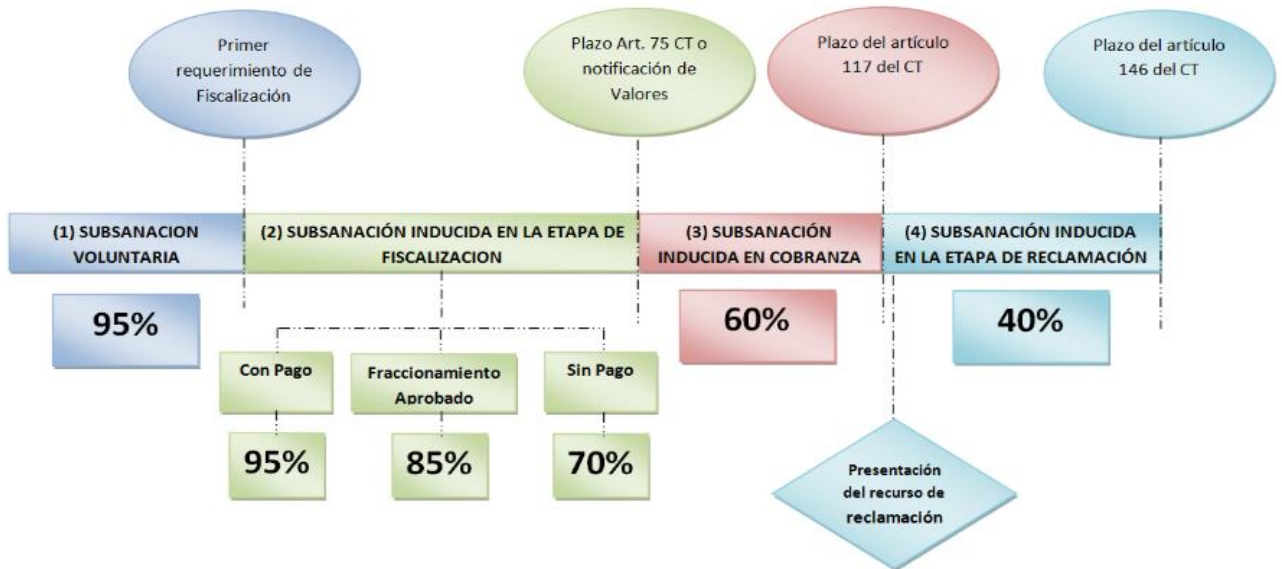 Primer
requerimiento de
Fiscalización
Plazo Art. 75 CT o
notificación de
Valores
Plazo del artículo
117 del CT
Plazo del artículo
146 del CT
(1) SUBSANACION
VOLUNTARIA
(2) SUBSANACIÓN INDUCIDA EN LA ETAPA DE
FISCALIZACION
(3) SUBSANACIÓN
INDUCIDA EN COBRANZA
(4) SUBSANACIÓN INDUCIDA
EN LA ETAPA DE RECLAMACIÓN
95%
60%
40%
Con Pago
Fraccionamiento
Aprobado
Sin Pago
95%
85%
70%
Presentación
del recurso de
reclamación